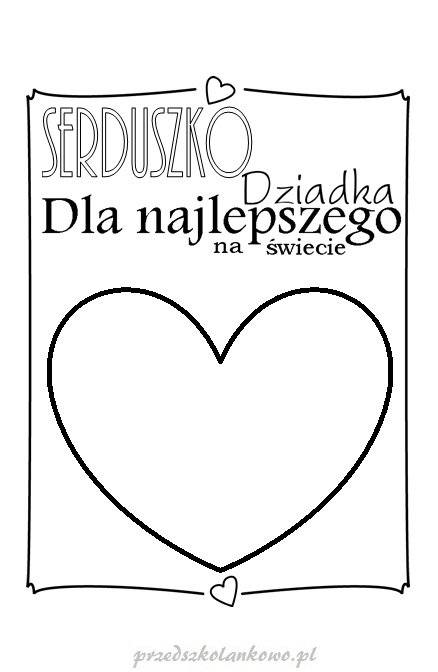 SERDUSZKO
Dziadka
Dla najlepszego
na świecie
przedszkolankowo.pl